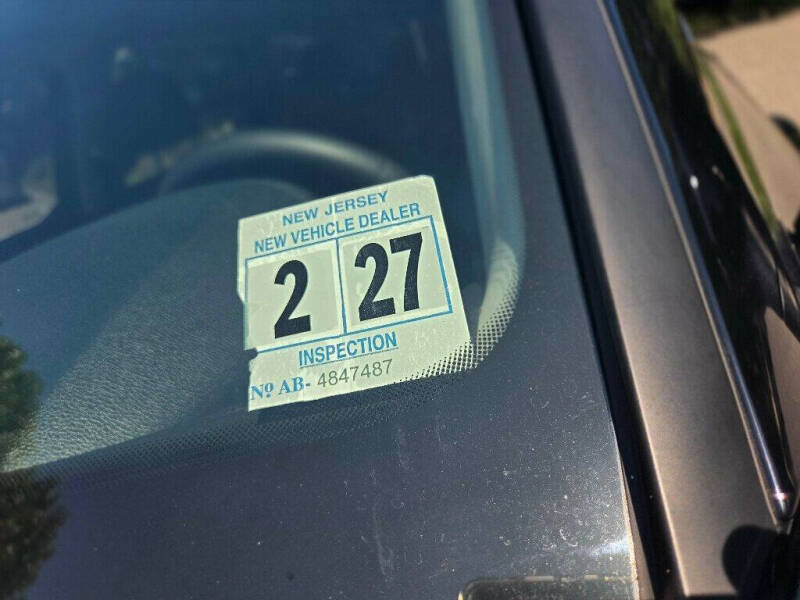 NEW JERSEY
NEW VEHICLE DEALER
2 27
INSPECTION
Nº AB- 4847487